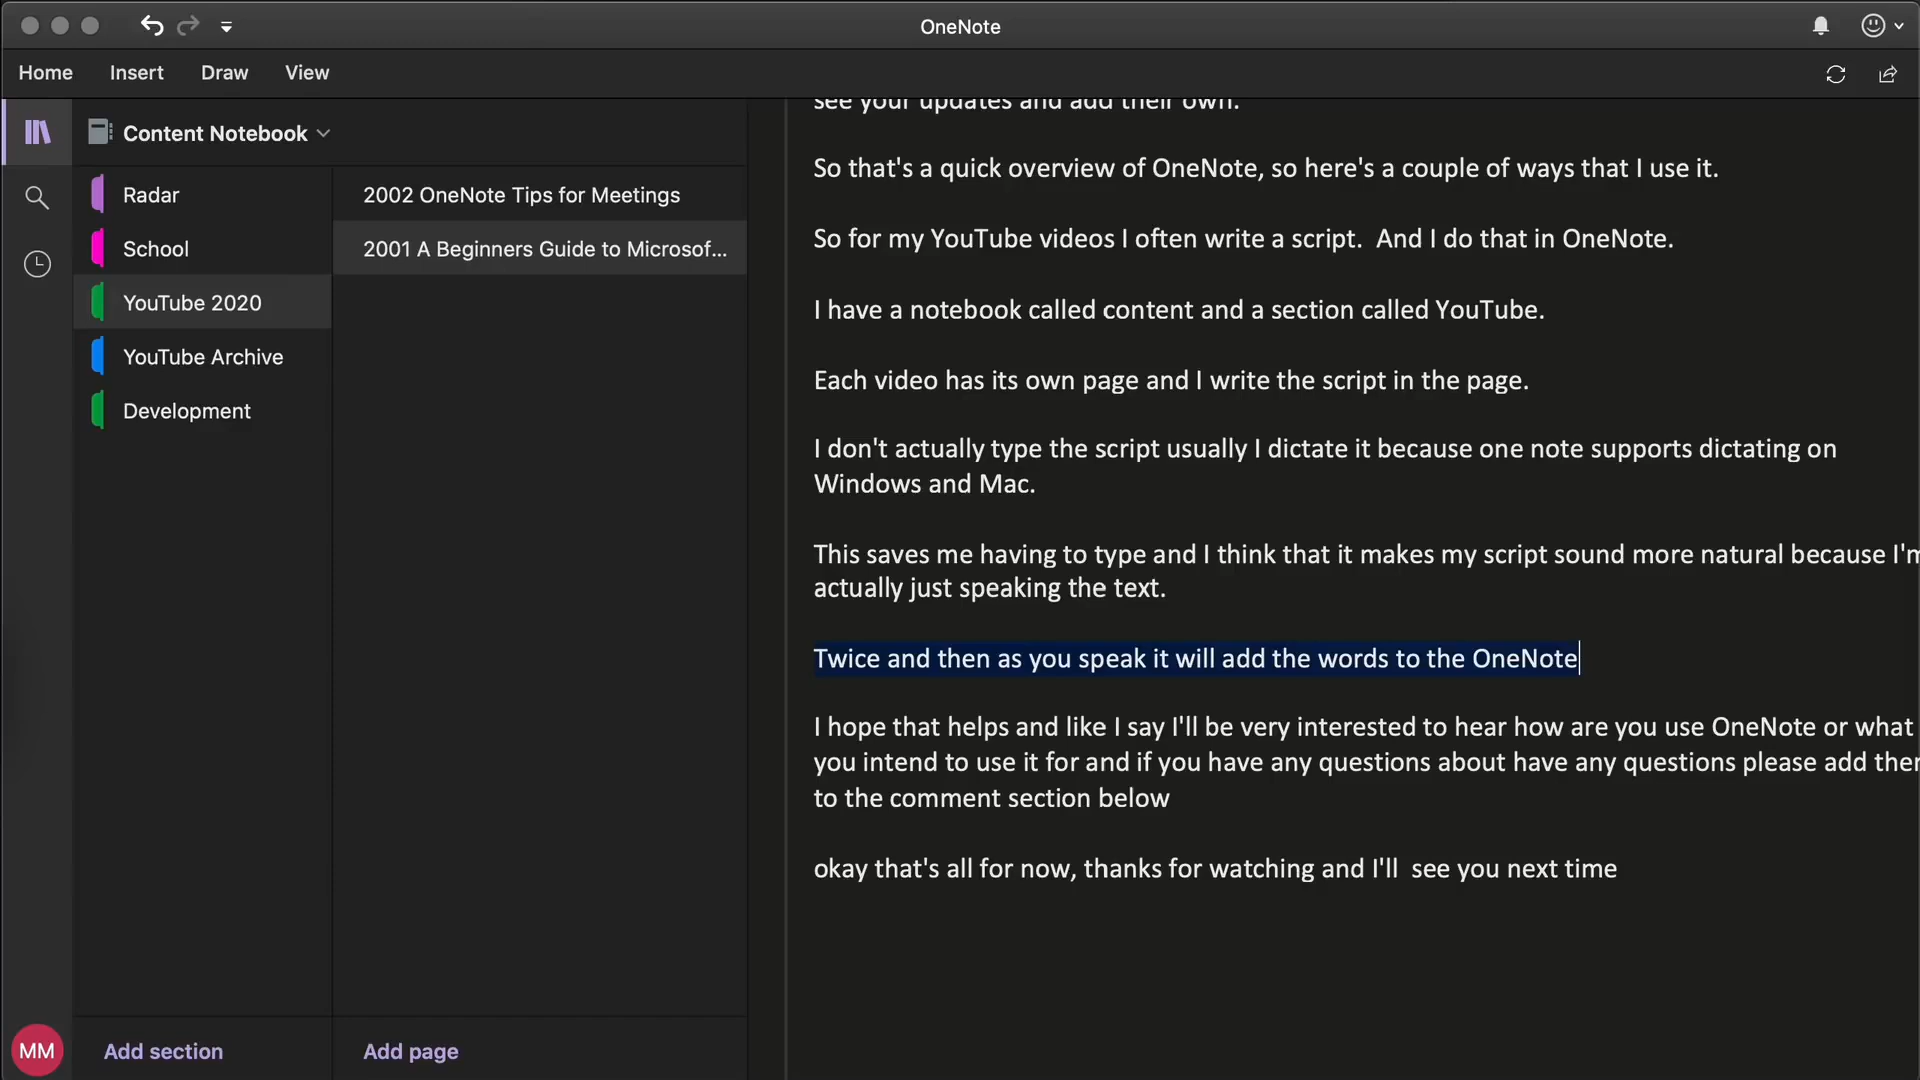 OneNote
Home Insert Draw View
Content Notebook
Radar
School
YouTube 2020
YouTube Archive
Development
2002 OneNote Tips for Meetings
2001 A Beginners Guide to Microsof...
see your updates and add their own.
So that's a quick overview of OneNote, so here's a couple of ways that I use it.
So for my YouTube videos I often write a script.  And I do that in OneNote.
I have a notebook called content and a section called YouTube.
Each video has its own page and I write the script in the page.
I don't actually type the script usually I dictate it because one note supports dictating on
Windows and Mac.
This saves me having to type and I think that it makes my script sound more natural because I'm
actually just speaking the text.
Twice and then as you speak it will add the words to the OneNote
I hope that helps and like I say I'll be very interested to hear how are you use OneNote or what
you intend to use it for and if you have any questions about have any questions please add
to the comment section below
okay that's all for now, thanks for watching and I'll  see you next time
MM
Add section
Add page